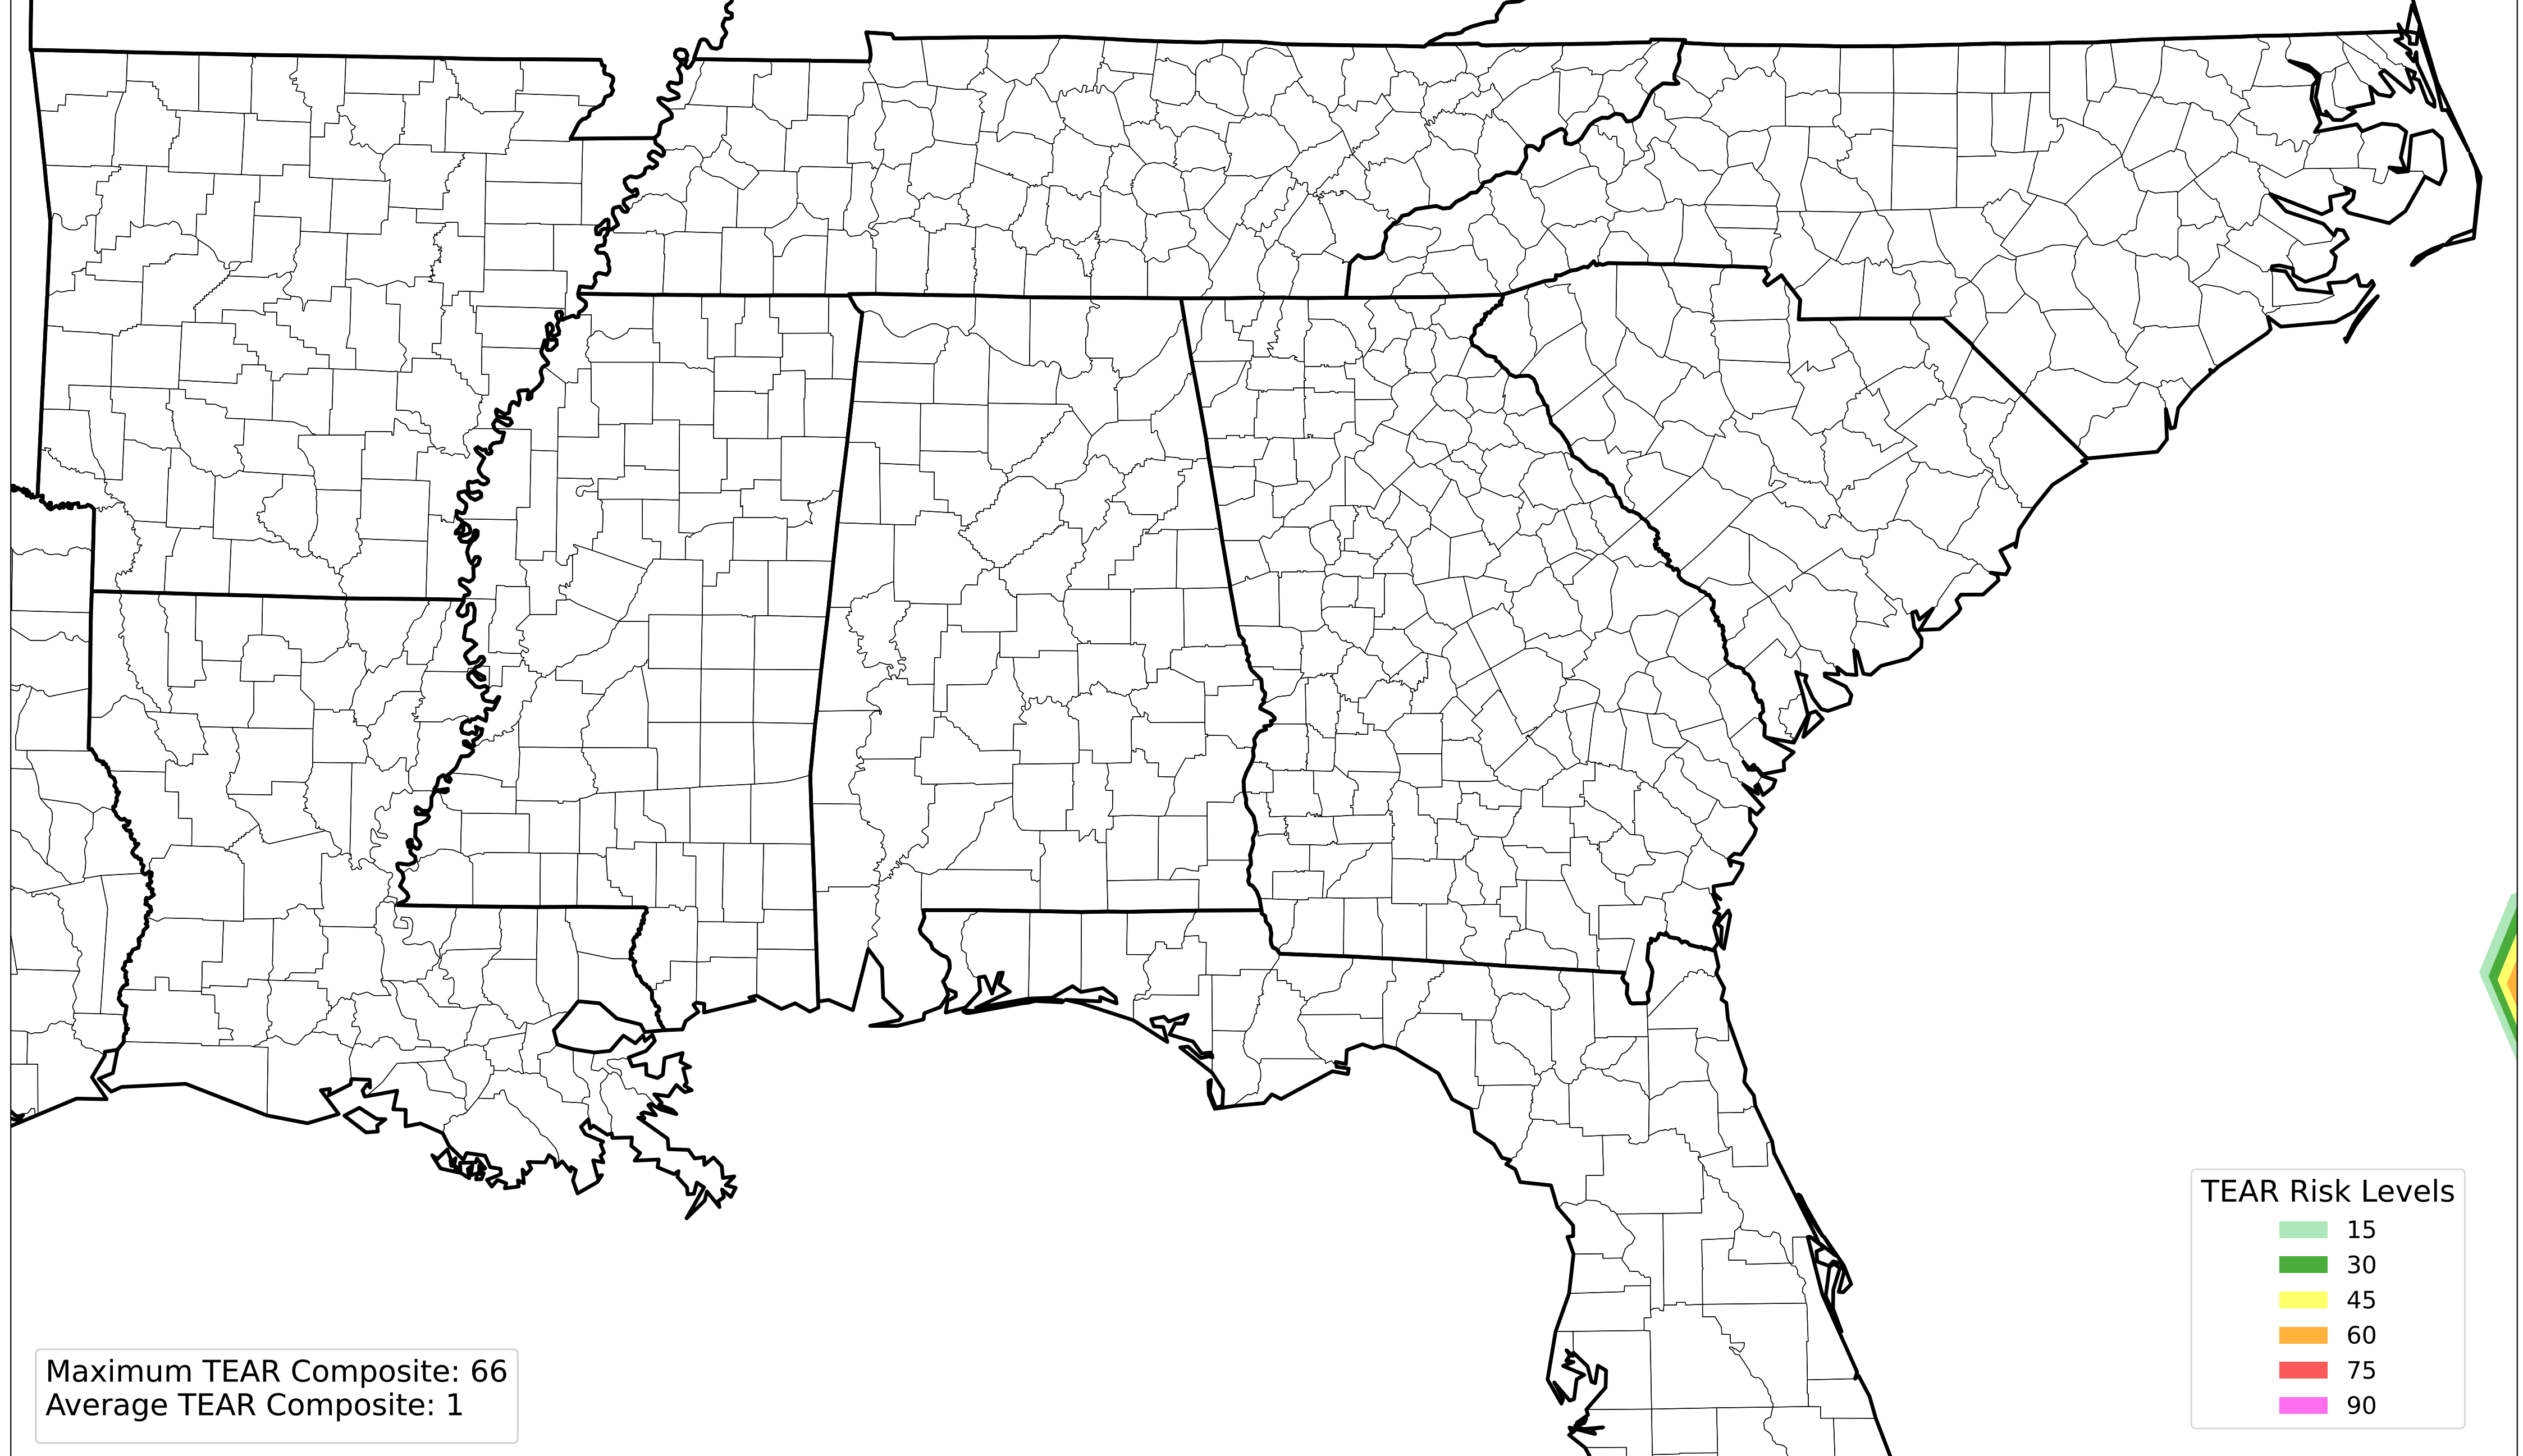 TEAR Risk Levels
15
30
45
60
75
90
Maximum TEAR Composite: 66
Average TEAR Composite: 1